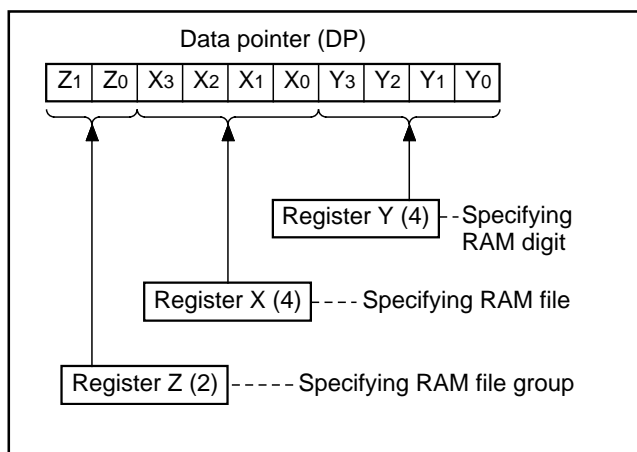 Data pointer (DP)
Z1 Z0 X3 X2 X1 X0 Y3 Y2 Y1 Y0
Register Y (4) Specifying
RAM digit
Register X (4) Specifying RAM file
Register Z (2) Specifying RAM file group